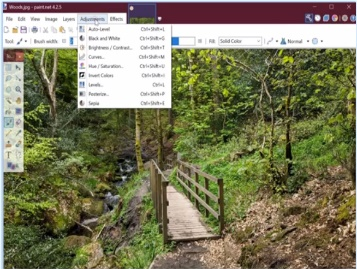 Woods.jpg - paint.net 4.2.5
File Edit View Image Layers Adjustments Effects
Auto-Level Ctrl+Shift+L
Black and White Ctrl+Shift+G
Brightness / Contrast... Ctrl+Shift+T
Curves... Ctrl+Shift+M
Hue / Saturation... Ctrl+Shift+U
Invert Colors Ctrl+Shift+I
Levels... Ctrl+L
Posterize... Ctrl+Shift+P
Sepia Ctrl+Shift+E
Tool: Brush width: Fill: Solid Color Normal